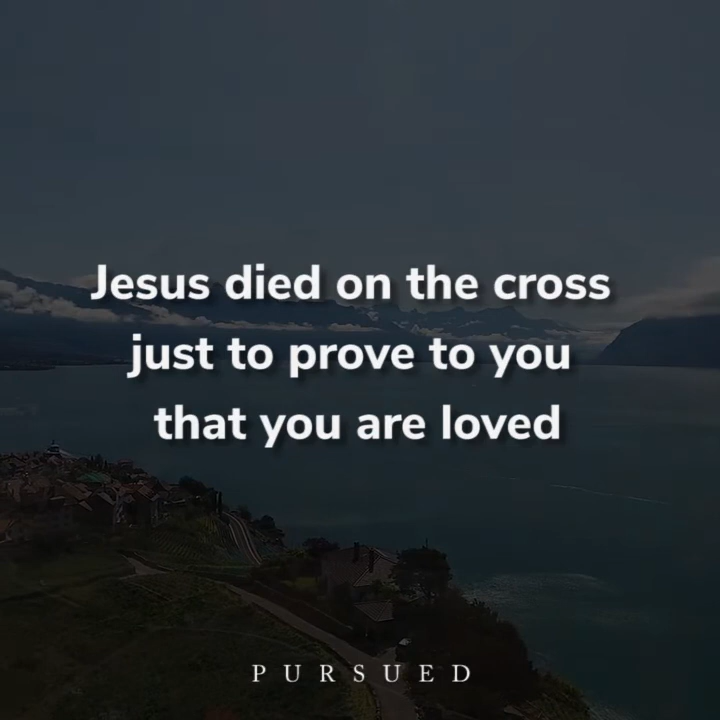 Jesus died on the cross
just to prove to you
that you are loved
PURSUED